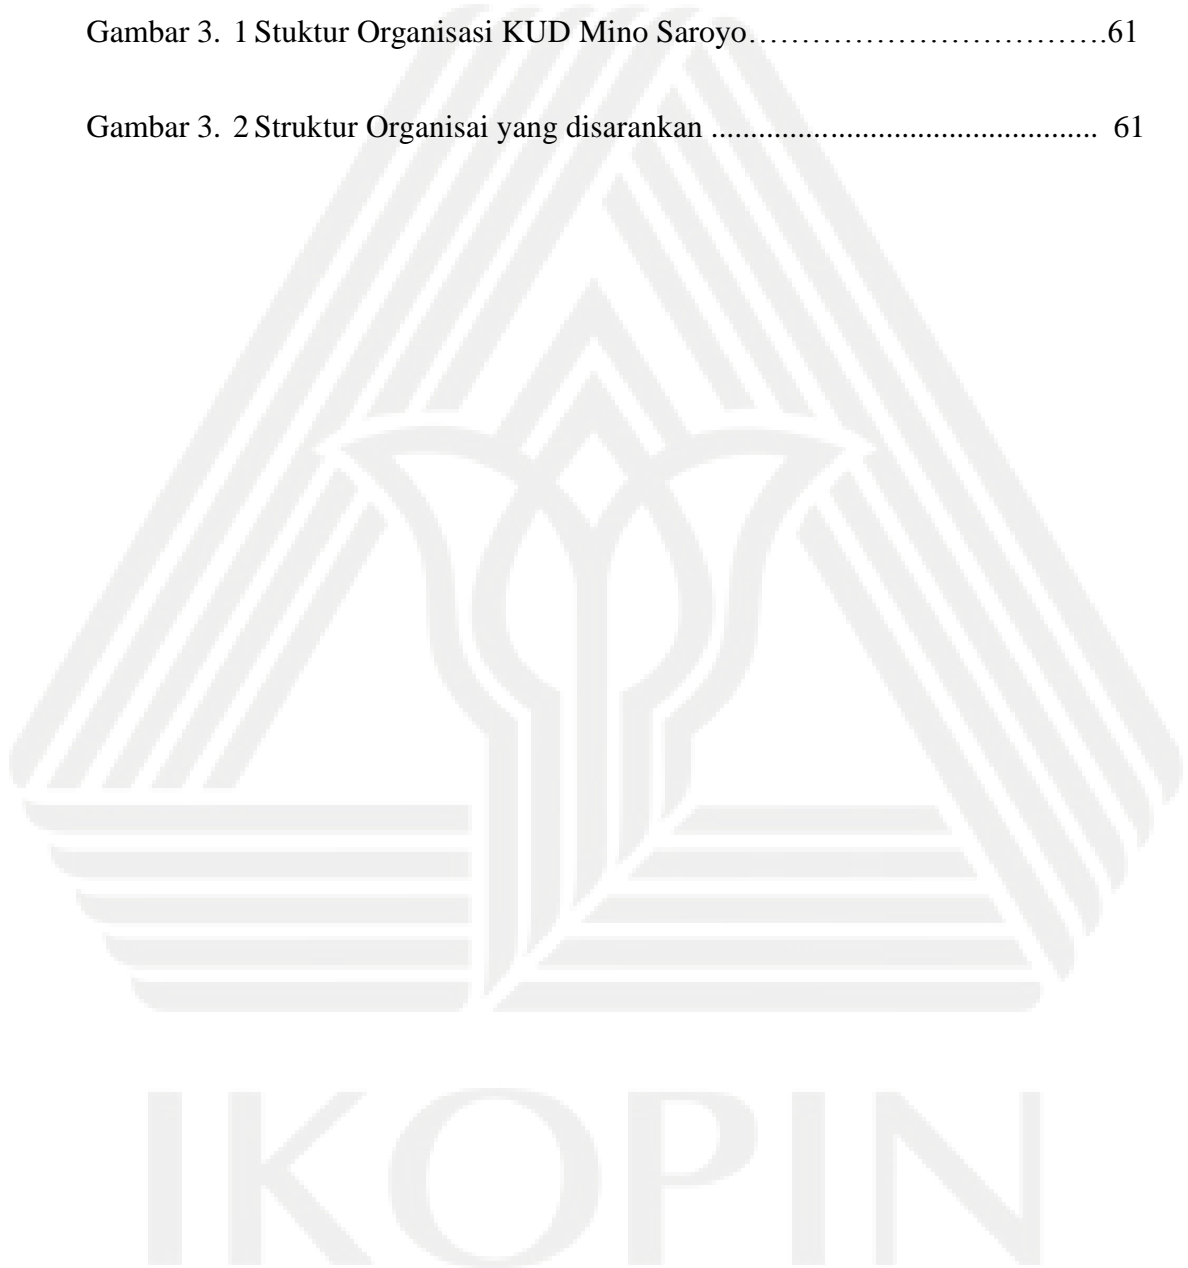 Gambar 3. 1 Stuktur Organisasi KUD Mino Saroyo…………………………….61
Gambar 3. 2 Struktur Organisai yang disarankan ................................................ 61
IKOPIN